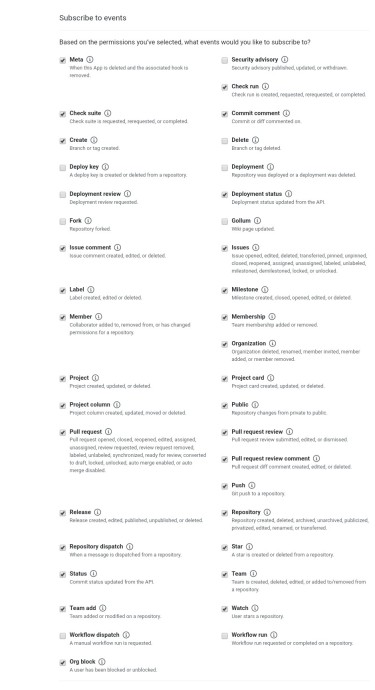 Subscribe to events
Based on the permissions you've selected, what events would you like to subscribe to?
Meta
When this App is deleted and the associated hook is
removed.
Security advisory
Security advisory published, updated, or withdrawn.
Check run
Check run is created, requested, rerequested, or completed.
Check suite
Check suite is requested, rerequested, or completed.
Commit comment
Commit or diff commented on.
Create
Branch or tag created.
Delete
Branch or tag deleted.
Deploy key
A deploy key is created or deleted from a repository.
Deployment
Repository was deployed or a deployment was deleted.
Deployment review
Deployment review requested.
Deployment status
Deployment status updated from the API.
Fork
Repository forked.
Gollum
Wiki page updated.
Issue comment
Issue comment created, edited, or deleted.
Issues
Issue opened, edited, deleted, transferred, pinned, unpinned,
closed, reopened, assigned, unassigned, labeled, unlabeled,
milestoned, demilestoned, locked, or unlocked.
Label
Label created, edited or deleted.
Milestone
Milestone created, closed, opened, edited, or deleted.
Member
Collaborator added to, removed from, or has changed
permissions for a repository.
Membership
Team membership added or removed.
Organization
Organization deleted, renamed, member invited, member
added, or member removed.
Project
Project created, updated, or deleted.
Project card
Project card created, updated, or deleted.
Project column
Project column created, updated, moved or deleted.
Public
Repository changes from private to public.
Pull request
Pull request opened, closed, reopened, edited, assigned,
unassigned, review requested, review request removed,
labeled, unlabeled, synchronized, ready for review, converted
to draft, locked, unlocked, auto merge enabled, or auto
merge disabled.
Pull request review
Pull request review submitted, edited, or dismissed.
Pull request review comment
Pull request diff comment created, edited, or deleted.
Push
Git push to a repository.
Release
Release created, edited, published, unpublished, or deleted.
Repository
Repository created, deleted, archived, unarchived, publicized,
privatized, edited, renamed, or transferred.
Repository dispatch
When a message is dispatched from a repository.
Star
A star is created or deleted from a repository.
Status
Commit status updated from the API.
Team
Team is created, deleted, edited, or added to/removed from
a repository.
Team add
Team added or modified on a repository.
Watch
User stars a repository.
Workflow dispatch
A manual workflow run is requested.
Workflow run
Workflow run requested or completed on a repository.
Org block
A user has been blocked or unblocked.